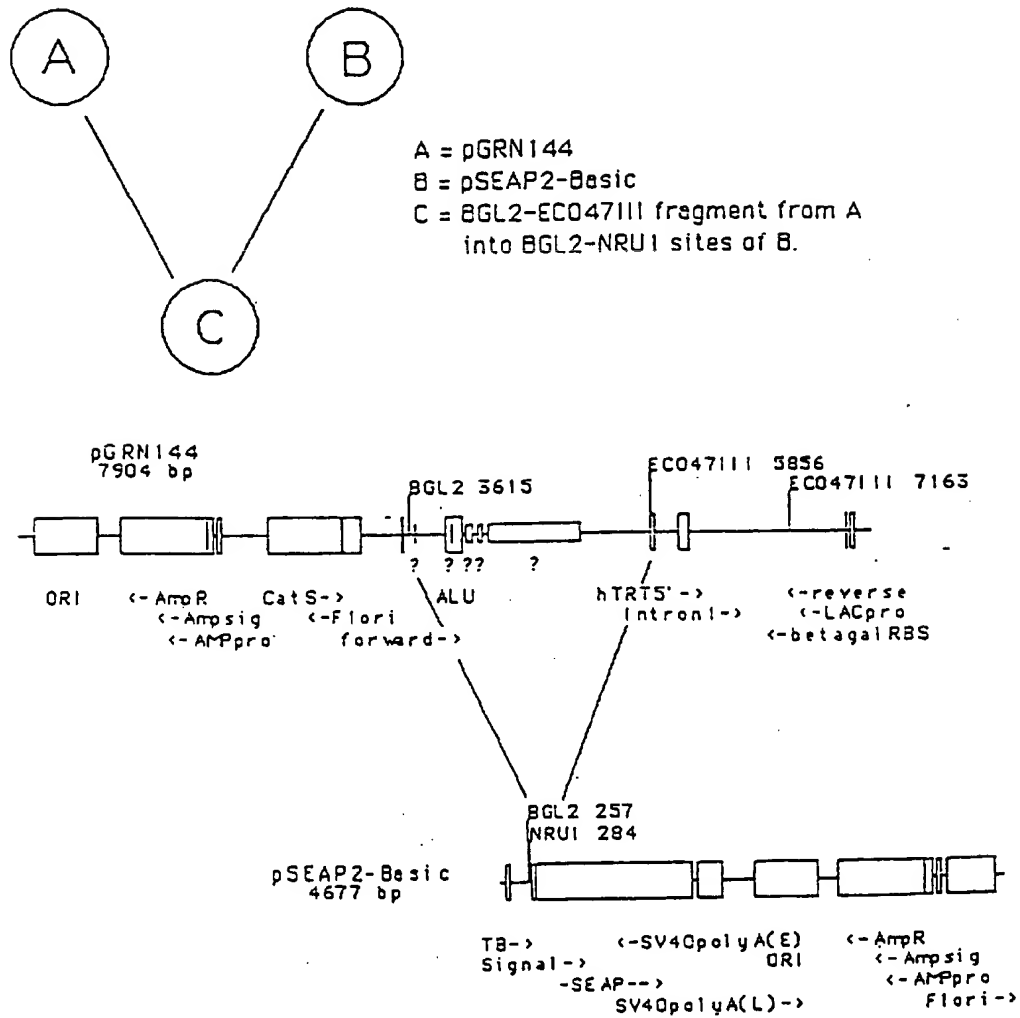 A
B
A = pGRN144
B = pSEAP2-Basic
C = BGL2-ECO47III fragment from A
into BGL2-NRU1 sites of B.
C
pGRN144
7904 bp
BGL2 3615
ECO47III 5856
ECO47III 7163
? ? ?? ?
ORI <-AmpR CatS-> ALU hTRT5'-> <-reverse
<-Ampsig <-Flori Intron1-> <-LACpro
<-AMPpro forward-> <-betagalRBS
BGL2 257
NRU1 284
pSEAP2-Basic
4677 bp
TB-> <-SV40polyA(E) <-AmpR
Signal-> ORI <-Ampsig
-SEAP--> <-AMPpro
SV40polyA(L)-> Flori->